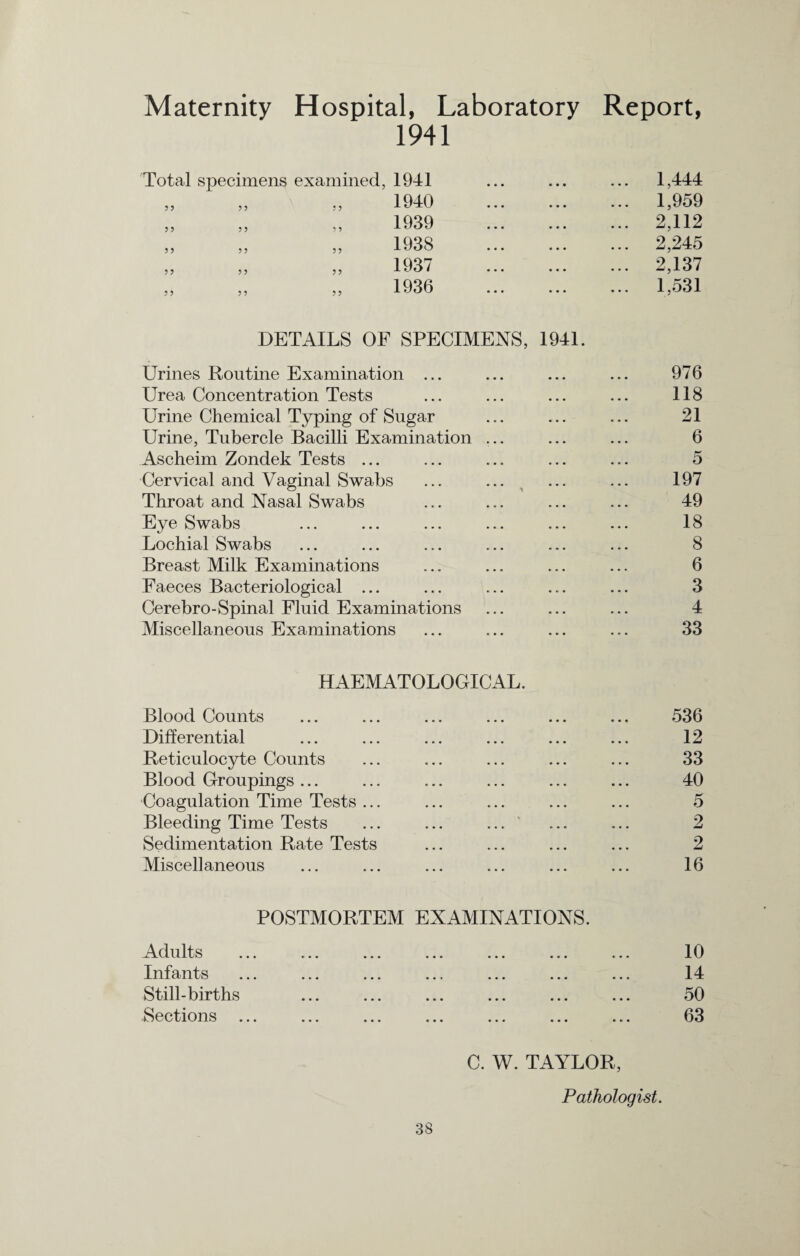 Maternity Hospital, Laboratory Report,
1941
Total specimens examined, 1941 ... ... ... 1,444
,, ,, ,, 1940 ... ... ... 1,959
,, ,, ,, 1939 ... ... ... 2,112
,, ,, ,, 1938 ... ... ... 2,245
,, ,, ,, 1937 ... ... ... 2,137
,, ,, ,, 1936 ... ... ... 1,531
DETAILS OF SPECIMENS, 1941.
Urines Routine Examination ... ... ... ... 976
Urea Concentration Tests ... ... ... ... 118
Urine Chemical Typing of Sugar ... ... ... 21
Urine, Tubercle Bacilli Examination ... ... ... 6
Ascheim Zondek Tests ... ... ... ... ... 5
Cervical and Vaginal Swabs ... ... ... ... 197
Throat and Nasal Swabs ... ... ... ... 49
Eye Swabs ... ... ... ... ... ... 18
Lochial Swabs ... ... ... ... ... ... 8
Breast Milk Examinations ... ... ... ... 6
Faeces Bacteriological ... ... ... ... ... 3
Cerebro-Spinal Fluid Examinations ... ... ... 4
Miscellaneous Examinations ... ... ... ... 33
HAEMATOLOGICAL.
Blood Counts ... ... ... ... ... ... 536
Differential ... ... ... ... ... ... 12
Reticulocyte Counts ... ... ... ... ... 33
Blood Groupings ... ... ... ... ... ... 40
Coagulation Time Tests ... ... ... ... ... 5
Bleeding Time Tests ... ... ... ... ... 2
Sedimentation Rate Tests ... ... ... ... 2
Miscellaneous ... ... ... ... ... ... 16
POSTMORTEM EXAMINATIONS.
Adults ... ... ... ... ... ... ... 10
Infants ... ... ... ... ... ... ... 14
Still-births ... ... ... ... ... ... 50
Sections ... ... ... ... ... ... ... 63
C. W. TAYLOR,
Pathologist.
38